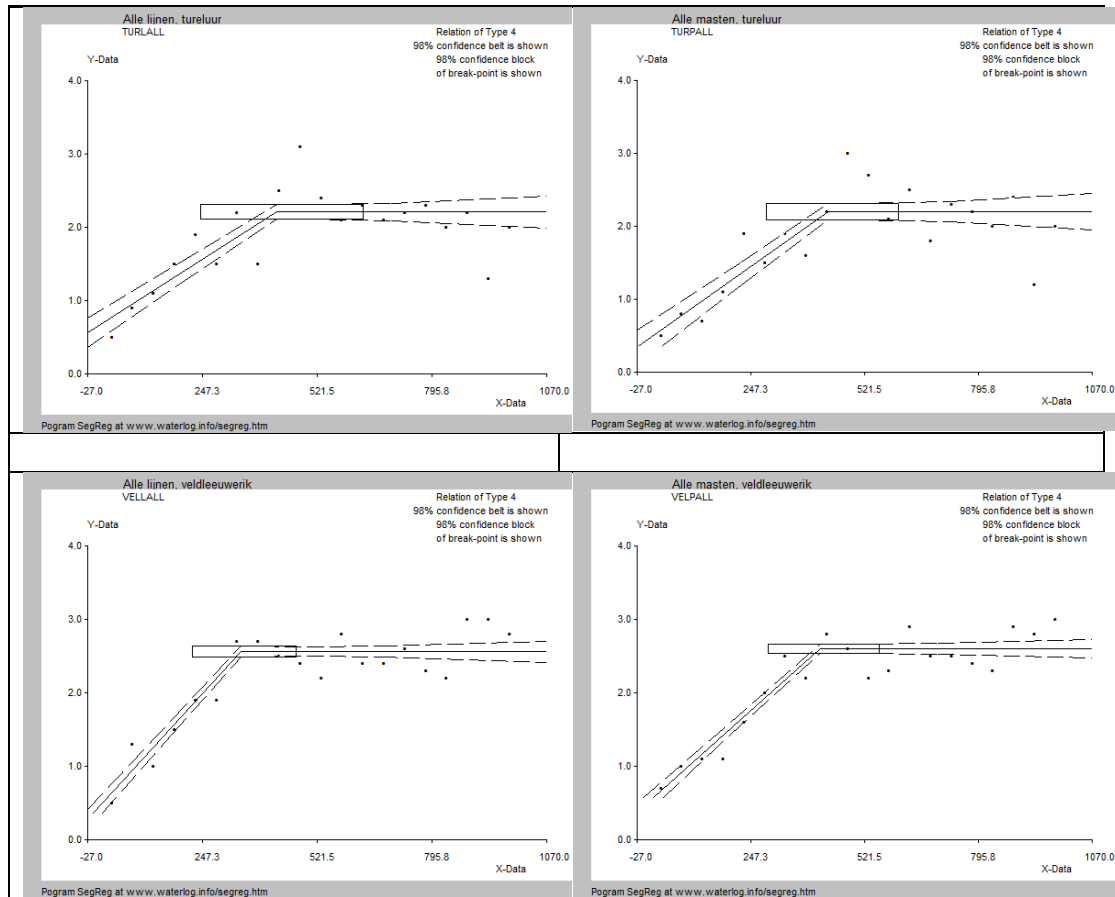 Alle lijnen, tureluur
TURLALL
Relation of Type 4
98% confidence belt is shown
98% confidence block
of break-point is shown
Y-Data
4.0
3.0
2.0
1.0
0.0
-27.0 247.3 521.5 795.8 1070.0
X-Data
Pogram SegReg at www.waterlog.info/segreg.htm
Alle masten, tureluur
TURPALL
Relation of Type 4
98% confidence belt is shown
98% confidence block
of break-point is shown
Y-Data
4.0
3.0
2.0
1.0
0.0
-27.0 247.3 521.5 795.8 1070.0
X-Data
Pogram SegReg at www.waterlog.info/segreg.htm
Alle lijnen, veldleeuwerik
VELLALL
Relation of Type 4
98% confidence belt is shown
98% confidence block
of break-point is shown
Y-Data
4.0
3.0
2.0
1.0
0.0
-27.0 247.3 521.5 795.8 1070.0
X-Data
Pogram SegReg at www.waterlog.info/segreg.htm
Alle masten, veldleeuwerik
VELPALL
Relation of Type 4
98% confidence belt is shown
98% confidence block
of break-point is shown
Y-Data
4.0
3.0
2.0
1.0
0.0
-27.0 247.3 521.5 795.8 1070.0
X-Data
Pogram SegReg at www.waterlog.info/segreg.htm